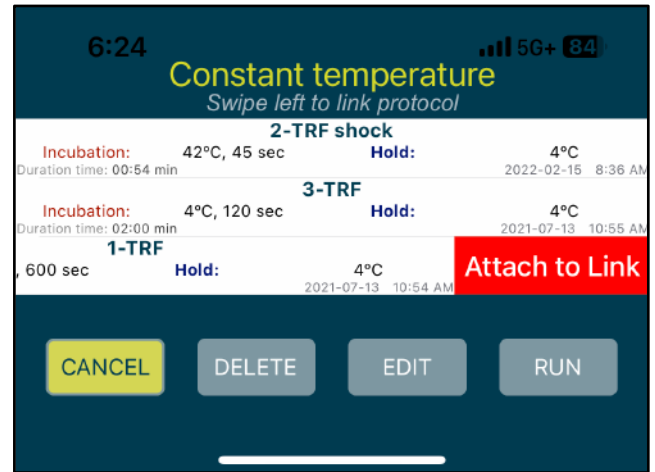 6:24 5G+ 84
Constant temperature
Swipe left to link protocol
2-TRF shock
Incubation: 42ºC, 45 sec Hold: 4ºC
Duration time: 00:54 min 2022-02-15 8:36 AM
3-TRF
Incubation: 4ºC, 120 sec Hold: 4ºC
Duration time: 02:00 min 2021-07-13 10:55 AM
1-TRF
, 600 sec Hold: 4ºC
2021-07-13 10:54 AM
Attach to Link
CANCEL DELETE EDIT RUN